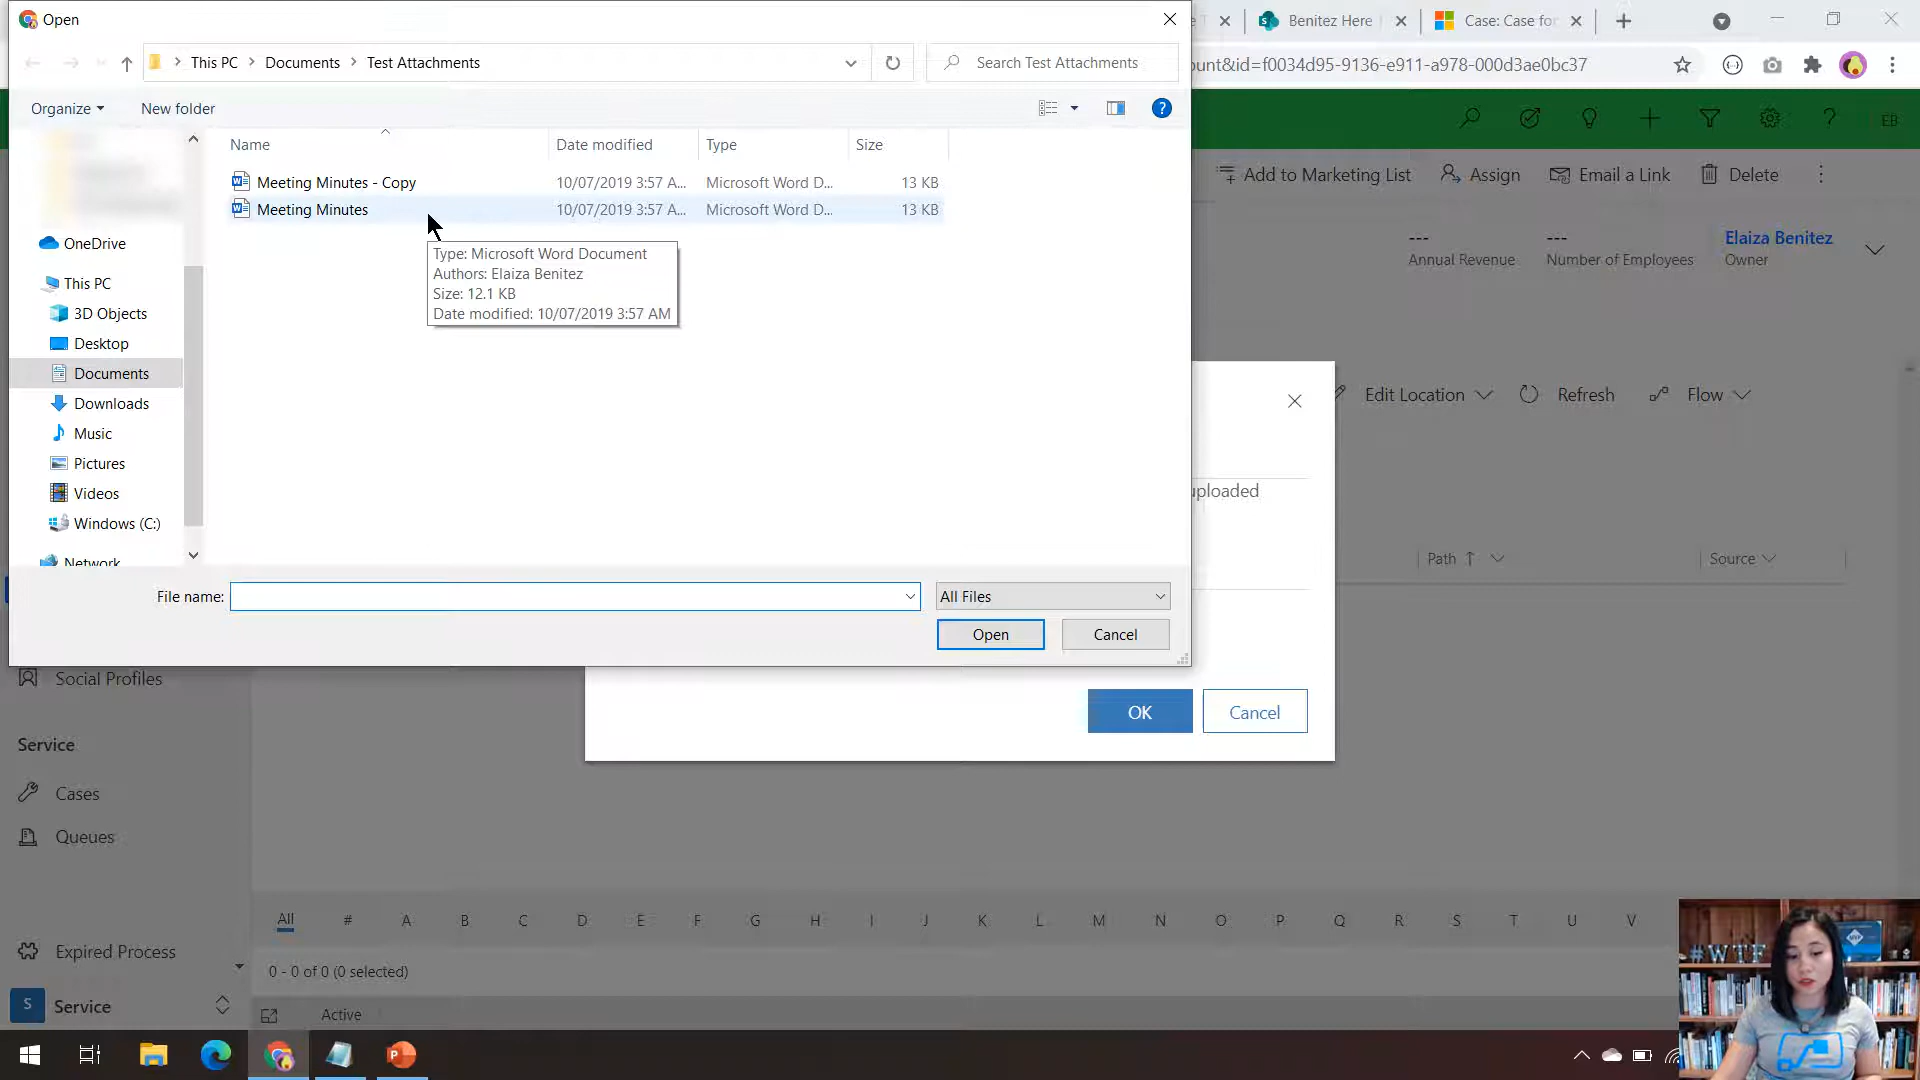 Open
Benitez Here
Case: Case for
This PC
Documents
Test Attachments
Search Test Attachments
ount&id=f0034d95-9136-e911-a978-000d3ae0bc37
Organize
New folder
EB
Name
Date modified
Type
Size
Meeting Minutes - Copy
10/07/2019 3:57 A...
Microsoft Word D...
13 KB
Meeting Minutes
10/07/2019 3:57 A...
Microsoft Word D...
13 KB
Type: Microsoft Word Document
Authors: Elaiza Benitez
Size: 12.1 KB
Date modified: 10/07/2019 3:57 AM
Add to Marketing List
Assign
Email a Link
Delete
---
Annual Revenue
---
Number of Employees
Elaiza Benitez
Owner
OneDrive
This PC
3D Objects
Desktop
Documents
Downloads
Music
Pictures
Videos
Windows (C:)
Network
Edit Location
Refresh
Flow
uploaded
Path
Source
File name:
All Files
Open
Cancel
Social Profiles
OK
Cancel
Service
Cases
Queues
All
#
A
B
C
D
E
F
G
H
I
J
K
L
M
N
O
P
Q
R
S
T
U
V
Expired Process
0 - 0 of 0 (0 selected)
S
Service
Active
#WTF
MVP